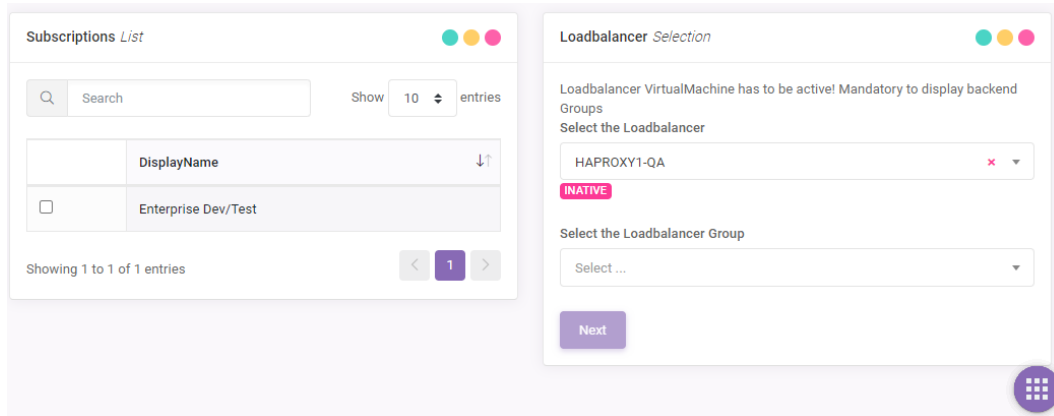 Subscriptions List
Search
Show 10 entries
DisplayName
Enterprise Dev/Test
Showing 1 to 1 of 1 entries
1
Loadbalancer Selection
Loadbalancer VirtualMachine has to be active! Mandatory to display backend
Groups
Select the Loadbalancer
HAPROXY1-QA
INATIVE
Select the Loadbalancer Group
Select ...
Next